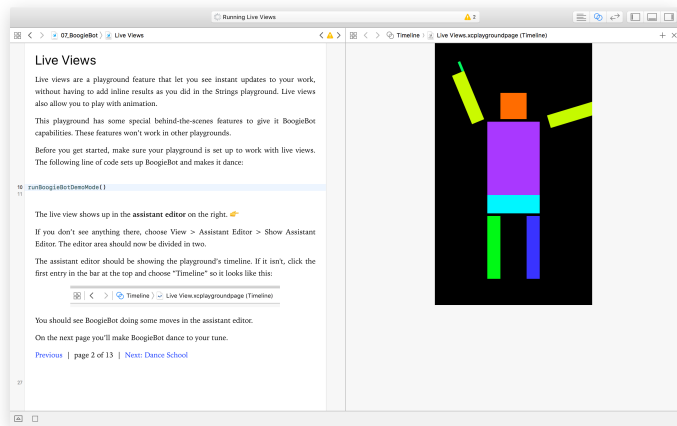 Running Live Views
2
07_BoogieBot
Live Views
Timeline
Live Views.xcplaygroundpage (Timeline)
Live Views
Live views are a playground feature that let you see instant updates to your work,
without having to add inline results as you did in the Strings playground. Live views
also allow you to play with animation.
This playground has some special behind-the-scenes features to give it BoogieBot
capabilities. These features won't work in other playgrounds.
Before you get started, make sure your playground is set up to work with live views.
The following line of code sets up BoogieBot and makes it dance:
10 runBoogieBotDemoMode()
11
The live view shows up in the assistant editor on the right. 👉
If you don't see anything there, choose View > Assistant Editor > Show Assistant
Editor. The editor area should now be divided in two.
The assistant editor should be showing the playground's timeline. If it isn't, click the
first entry in the bar at the top and choose "Timeline" so it looks like this:
Timeline
Live View.xcplaygroundpage (Timeline)
You should see BoogieBot doing some moves in the assistant editor.
On the next page you'll make BoogieBot dance to your tune.
Previous | page 2 of 13 | Next: Dance School
27